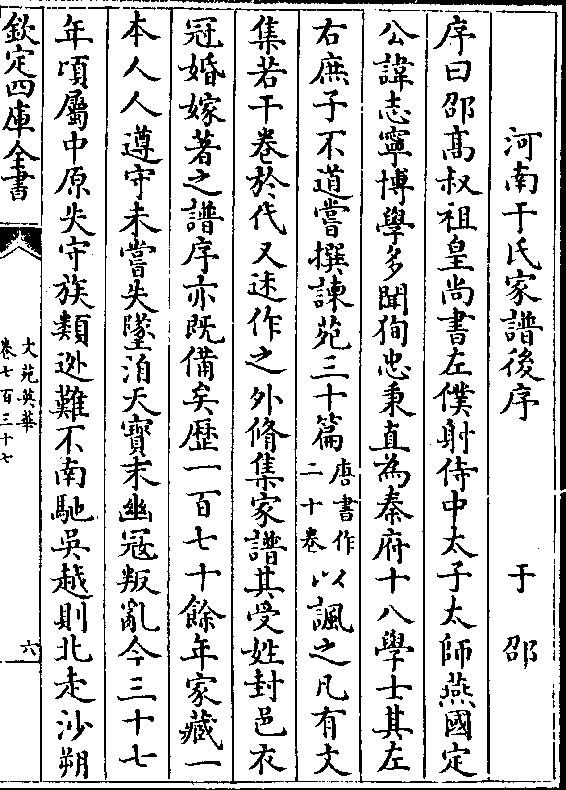 河南于氏家譜後序　于邵
序曰邵髙叔祖皇尚書左僕射侍中太子太師燕國定
公諱志寧博學多聞狥忠秉直為秦府十八學士其左
右庶子不道嘗撰諫苑三十篇唐書作二十卷以諷之凡有文
集若干卷於代又述作之外脩集家譜其受姓封邑衣
冠婚嫁著之譜序亦既備矣歴一百七十餘年家藏一
本人人遵守未嘗失墜洎天寶末幽冦叛亂今三十七
年頃屬中原失守族類迯難不南馳吳越則北走沙朔
欽定四庫全書
文苑英華
卷七百三十七
六